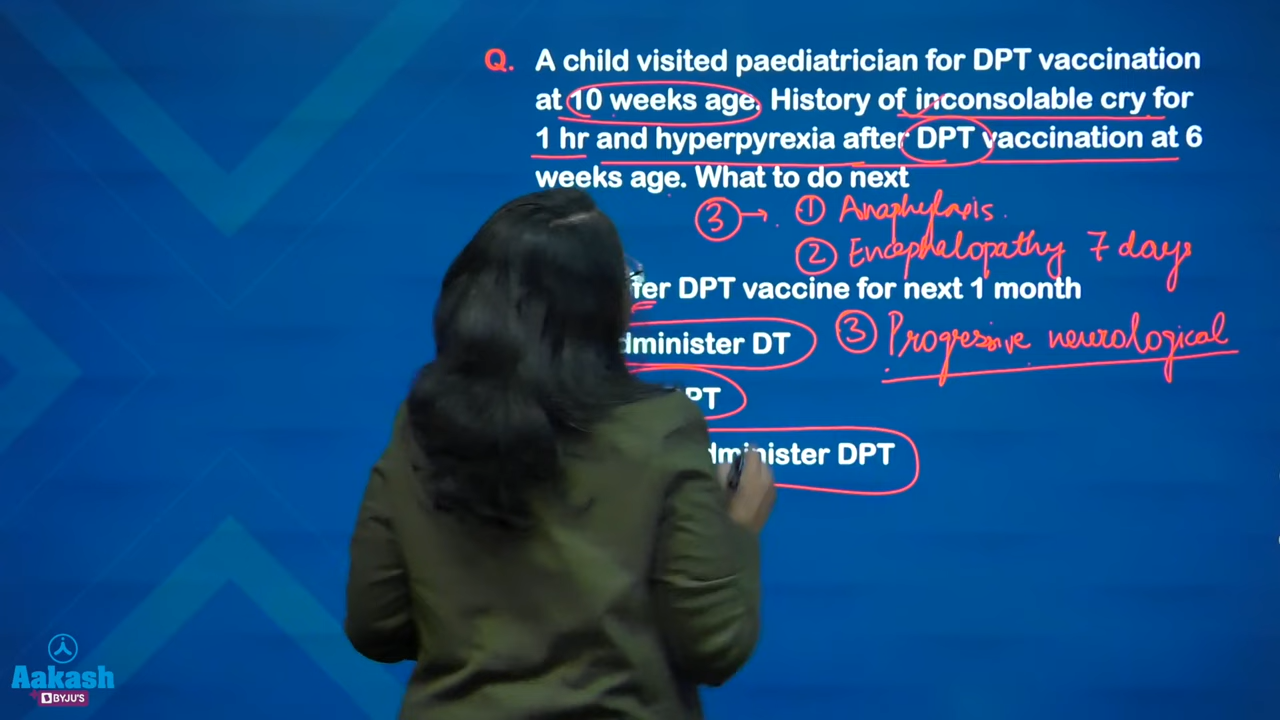 Q. A child visited paediatrician for DPT vaccination
at 10 weeks age. History of inconsolable cry for
1 hr and hyperpyrexia after DPT vaccination at 6
weeks age. What to do next
3 → 1 Anaphylaxis.
2 Encephalopathy 7 days
fer DPT vaccine for next 1 month
dminister DT
3 Progressive neurological
PT
dminister DPT
Aakash
BYJU'S